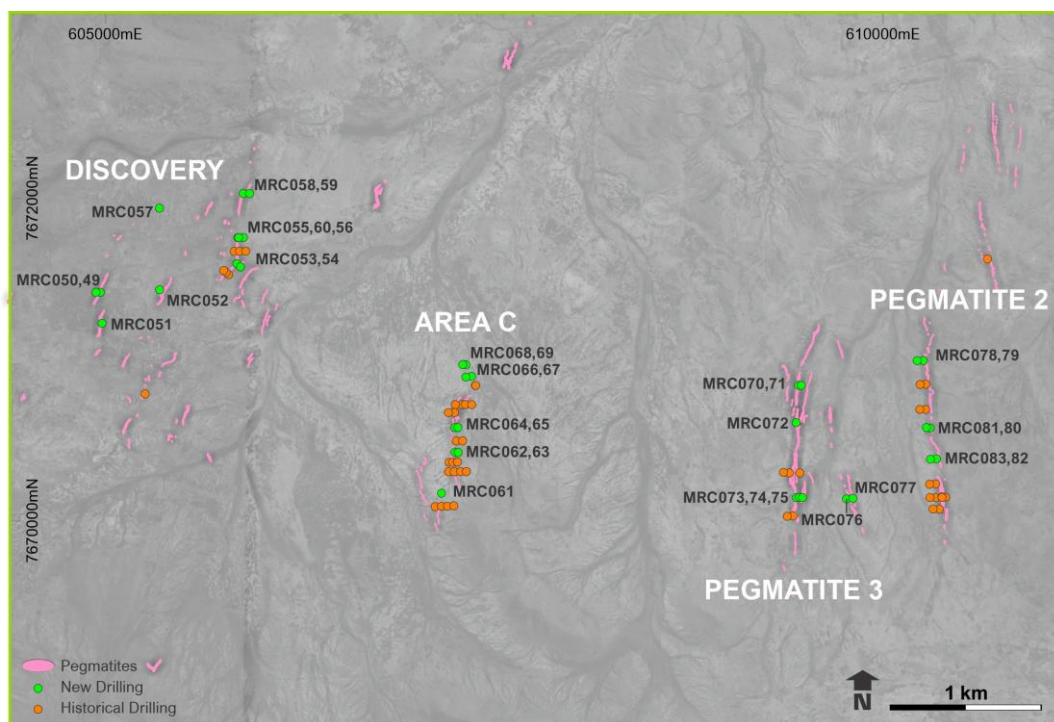 605000mE
610000mE
7672000mN
7670000mN
DISCOVERY
MRC057
MRC058,59
MRC055,60,56
MRC053,54
MRC050,49
MRC052
MRC051
AREA C
MRC068,69
MRC066,67
MRC064,65
MRC062,63
MRC061
PEGMATITE 2
MRC078,79
MRC070,71
MRC072
MRC081,80
MRC083,82
MRC077
MRC073,74,75
MRC076
PEGMATITE 3
Pegmatites
New Drilling
Historical Drilling
N
1 km